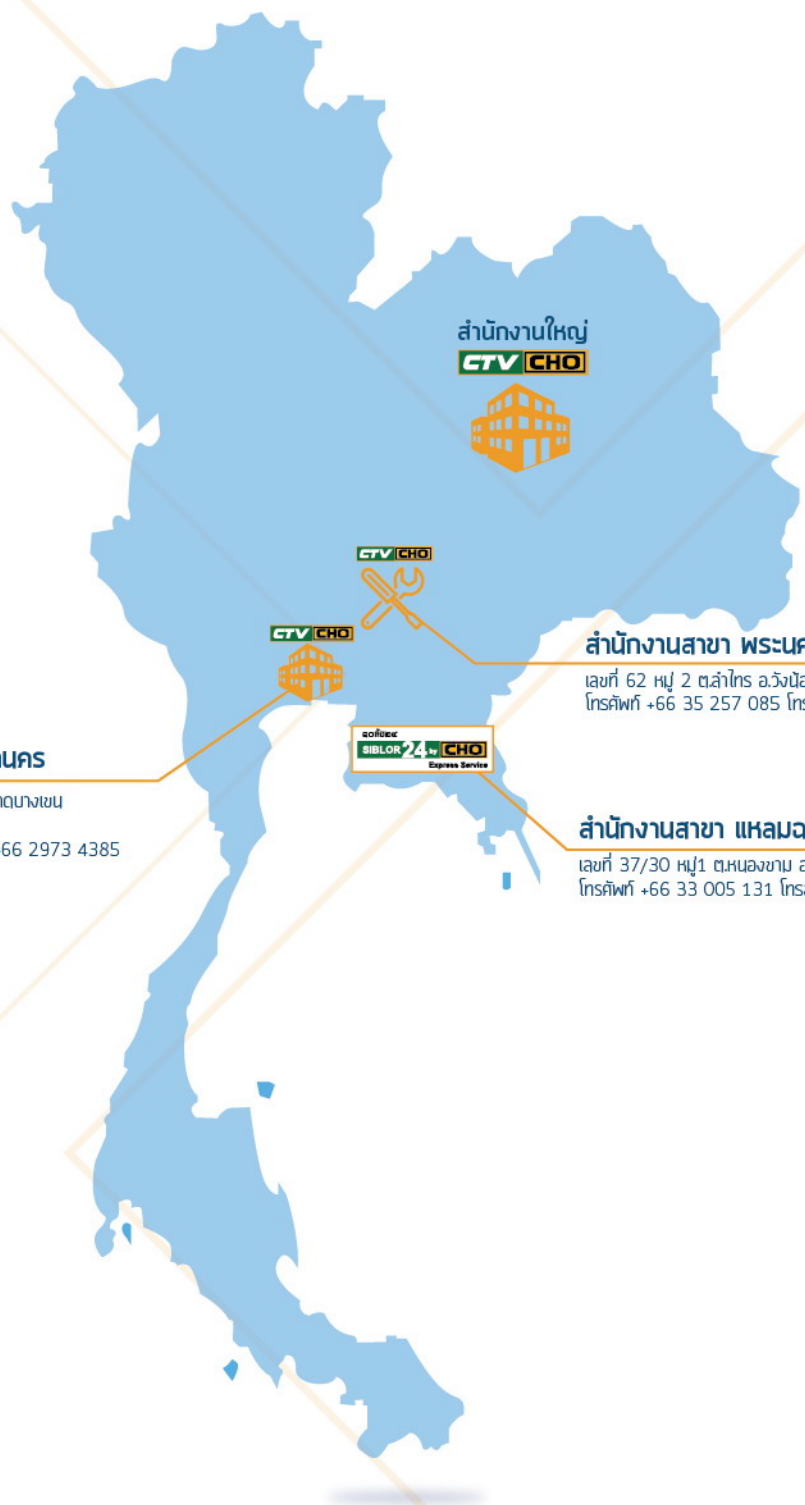 สำนักงานใหญ่
CTV CHO
CTV CHO
CTV CHO
สำนักงานสาขา พระนค
เลขที่ 62 หมู่ 2 ต.ลำไทร อ.วังน้อ
โทรศัพท์ +66 35 257 085 โทร
SIBLOR 24 by CHO
Express Service
านคร
าดบางเขน
66 2973 4385
สำนักงานสาขา แหลมฉ
เลขที่ 37/30 หมู่1 ต.หนองขาม อ
โทรศัพท์ +66 33 005 131 โทรส